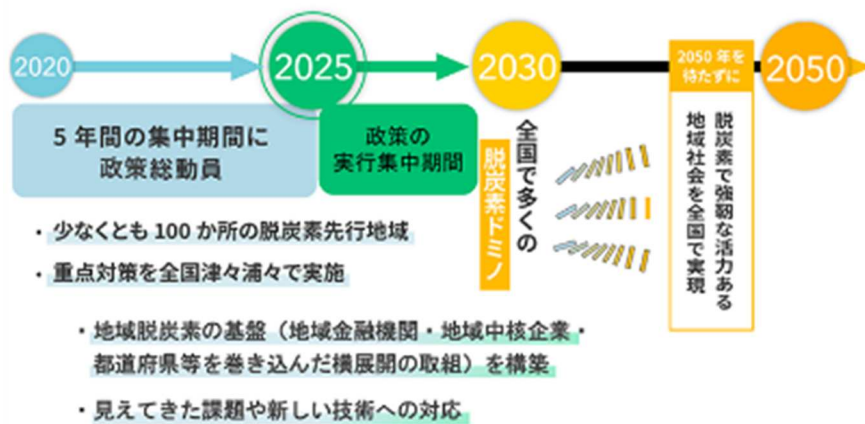 2020
2025
2030
2050
5年間の集中期間に
政策総動員
政策の
実行集中期間
全国で多くの
脱炭素ドミノ
2050年を
待たずに
脱炭素で強靭な活力ある
地域社会を全国で実現
・少なくとも100か所の脱炭素先行地域
・重点対策を全国津々浦々で実施
・地域脱炭素の基盤（地域金融機関・地域中核企業・
都道府県等を巻き込んだ横展開の取組）を構築
・見えてきた課題や新しい技術への対応